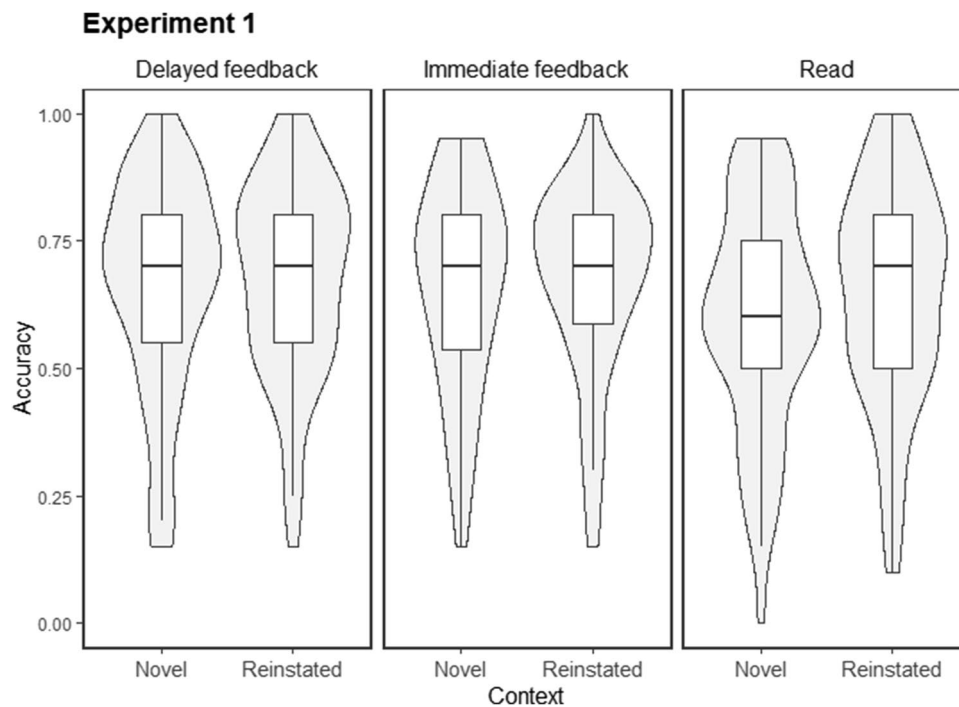 Experiment 1
Delayed feedback
Immediate feedback
Read
Accuracy
1.00
0.75
0.50
0.25
0.00
Novel
Reinstated
Novel
Reinstated
Novel
Reinstated
Context